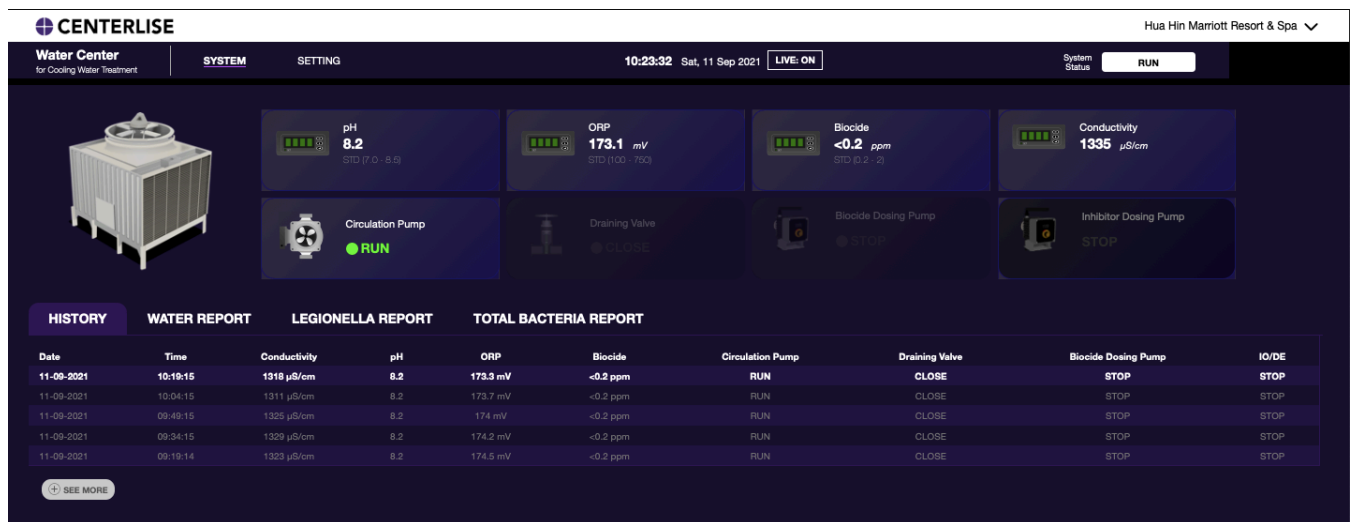 CENTERLISE
Hua Hin Marriott Resort & Spa
Water Center
for Cooling Water Treatment
SYSTEM
SETTING
10:23:32 Sat, 11 Sep 2021 LIVE: ON
System
Status
RUN
pH
8.2
STD (7.0 - 8.5)
ORP
173.1 mV
STD (100 - 750)
Biocide
<0.2 ppm
STD (0.2 - 2)
Conductivity
1335 µS/cm
Circulation Pump
RUN
Draining Valve
CLOSE
Biocide Dosing Pump
STOP
Inhibitor Dosing Pump
STOP
HISTORY WATER REPORT LEGIONELLA REPORT TOTAL BACTERIA REPORT
Date Time Conductivity pH ORP Biocide Circulation Pump Draining Valve Biocide Dosing Pump IO/DE
11-09-2021 10:19:15 1318 µS/cm 8.2 173.3 mV <0.2 ppm RUN CLOSE STOP STOP
11-09-2021 10:04:15 1311 µS/cm 8.2 173.7 mV <0.2 ppm RUN CLOSE STOP STOP
11-09-2021 09:49:15 1325 µS/cm 8.2 174 mV <0.2 ppm RUN CLOSE STOP STOP
11-09-2021 09:34:15 1329 µS/cm 8.2 174.2 mV <0.2 ppm RUN CLOSE STOP STOP
11-09-2021 09:19:14 1323 µS/cm 8.2 174.5 mV <0.2 ppm RUN CLOSE STOP STOP
SEE MORE